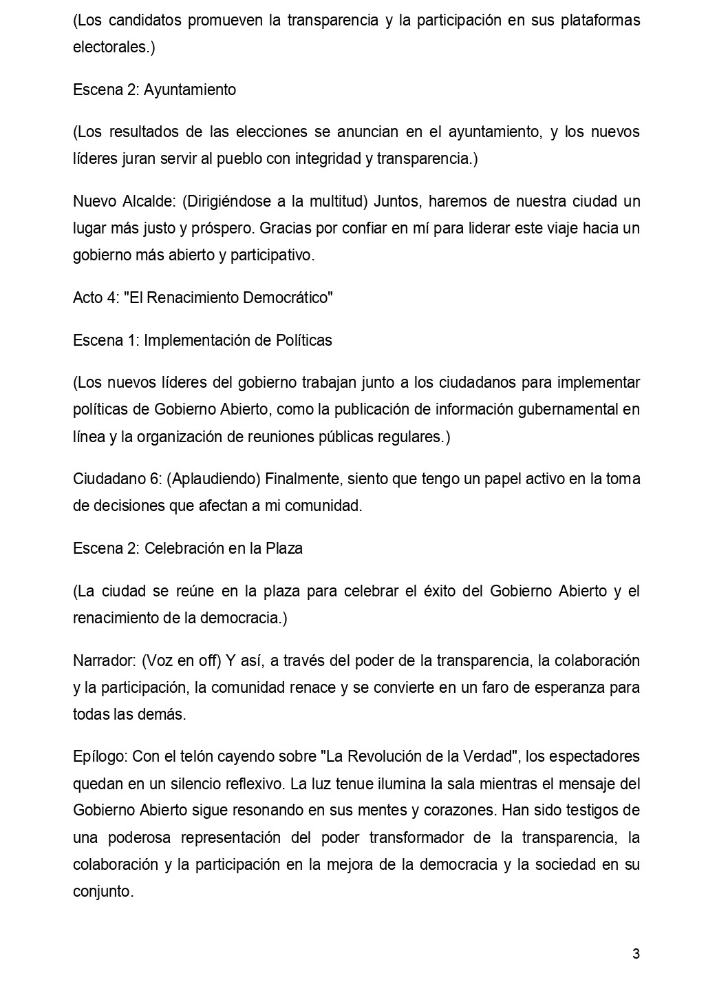 (Los candidatos promueven la transparencia y la participación en sus plataformas
electorales.)
Escena 2: Ayuntamiento
(Los resultados de las elecciones se anuncian en el ayuntamiento, y los nuevos
líderes juran servir al pueblo con integridad y transparencia.)
Nuevo Alcalde: (Dirigiéndose a la multitud) Juntos, haremos de nuestra ciudad un
lugar más justo y próspero. Gracias por confiar en mí para liderar este viaje hacia un
gobierno más abierto y participativo.
Acto 4: "El Renacimiento Democrático"
Escena 1: Implementación de Políticas
(Los nuevos líderes del gobierno trabajan junto a los ciudadanos para implementar
políticas de Gobierno Abierto, como la publicación de información gubernamental en
línea y la organización de reuniones públicas regulares.)
Ciudadano 6: (Aplaudiendo) Finalmente, siento que tengo un papel activo en la toma
de decisiones que afectan a mi comunidad.
Escena 2: Celebración en la Plaza
(La ciudad se reúne en la plaza para celebrar el éxito del Gobierno Abierto y el
renacimiento de la democracia.)
Narrador: (Voz en off) Y así, a través del poder de la transparencia, la colaboración
y la participación, la comunidad renace y se convierte en un faro de esperanza para
todas las demás.
Epílogo: Con el telón cayendo sobre "La Revolución de la Verdad", los espectadores
quedan en un silencio reflexivo. La luz tenue ilumina la sala mientras el mensaje del
Gobierno Abierto sigue resonando en sus mentes y corazones. Han sido testigos de
una poderosa representación del poder transformador de la transparencia, la
colaboración y la participación en la mejora de la democracia y la sociedad en su
conjunto.
3